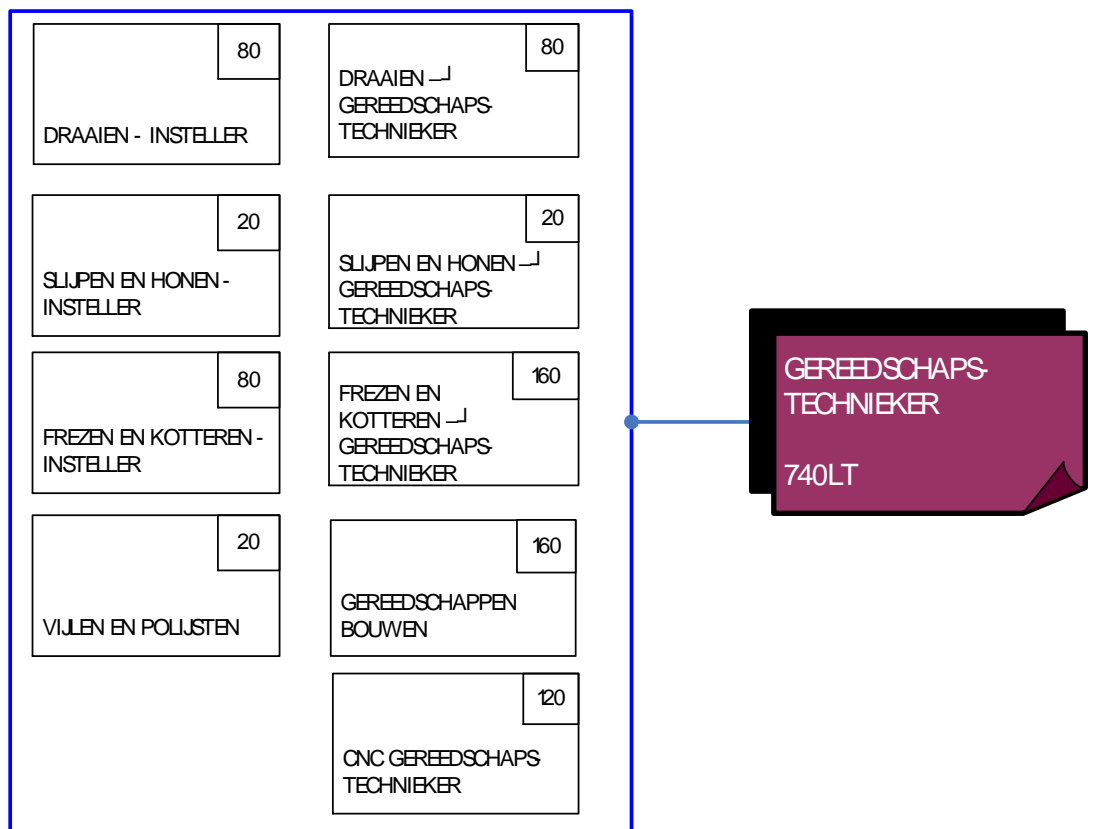 80
DRAAIEN - INSTELLER
80
DRAAIEN –┘
GEREEDSCHAPS-
TECHNIEKER
20
SLIJPEN EN HONEN -
INSTELLER
20
SLIJPEN EN HONEN –┘
GEREEDSCHAPS-
TECHNIEKER
80
FREZEN EN KOTTEREN -
INSTELLER
160
FREZEN EN
KOTTEREN –┘
GEREEDSCHAPS-
TECHNIEKER
20
VIJLEN EN POLIJSTEN
160
GEREEDSCHAPPEN
BOUWEN
120
CNC GEREEDSCHAPS-
TECHNIEKER
GEREEDSCHAPS-
TECHNIEKER
740LT